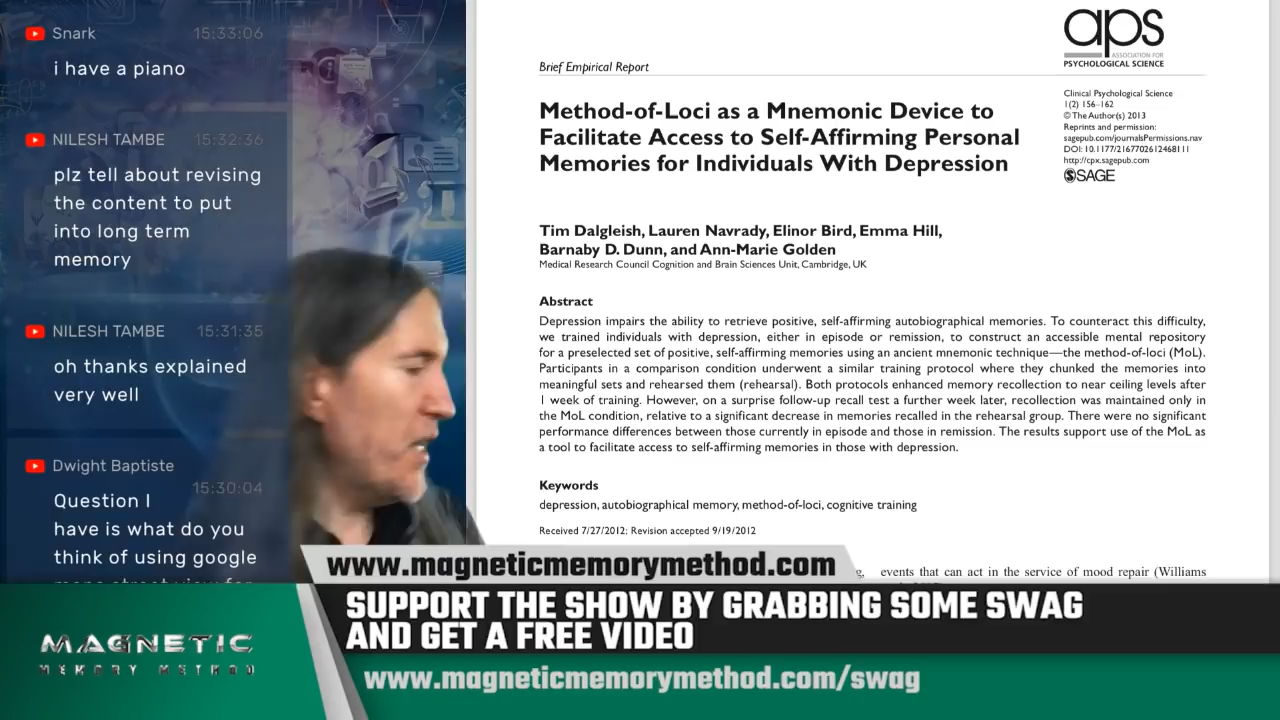 Snark 15:33:06
i have a piano
NILESH TAMBE 15:32:36
plz tell about revising
the content to put
into long term
memory
NILESH TAMBE 15:31:35
oh thanks explained
very well
Dwight Baptiste
15:30:04
Question I
have is what do you
think of using google
maps street view for
aps
ASSOCIATION FOR
PSYCHOLOGICAL SCIENCE
Brief Empirical Report
Method-of-Loci as a Mnemonic Device to
Facilitate Access to Self-Affirming Personal
Memories for Individuals With Depression
Clinical Psychological Science
1(2) 156–162
© The Author(s) 2013
Reprints and permission:
sagepub.com/journalsPermissions.nav
DOI: 10.1177/2167702612468111
http://cpx.sagepub.com
SAGE
Tim Dalgleish, Lauren Navrady, Elinor Bird, Emma Hill,
Barnaby D. Dunn, and Ann-Marie Golden
Medical Research Council Cognition and Brain Sciences Unit, Cambridge, UK
Abstract
Depression impairs the ability to retrieve positive, self-affirming autobiographical memories. To counteract this difficulty,
we trained individuals with depression, either in episode or remission, to construct an accessible mental repository
for a preselected set of positive, self-affirming memories using an ancient mnemonic technique—the method-of-loci (MoL).
Participants in a comparison condition underwent a similar training protocol where they chunked the memories into
meaningful sets and rehearsed them (rehearsal). Both protocols enhanced memory recollection to near ceiling levels after
1 week of training. However, on a surprise follow-up recall test a further week later, recollection was maintained only in
the MoL condition, relative to a significant decrease in memories recalled in the rehearsal group. There were no significant
performance differences between those currently in episode and those in remission. The results support use of the MoL as
a tool to facilitate access to self-affirming memories in those with depression.
Keywords
depression, autobiographical memory, method-of-loci, cognitive training
Received 7/27/2012; Revision accepted 9/19/2012
events that can act in the service of mood repair (Williams
www.magneticmemorymethod.com
SUPPORT THE SHOW BY GRABBING SOME SWAG
AND GET A FREE VIDEO
www.magneticmemorymethod.com/swag
MAGNETIC
MEMORY METHOD